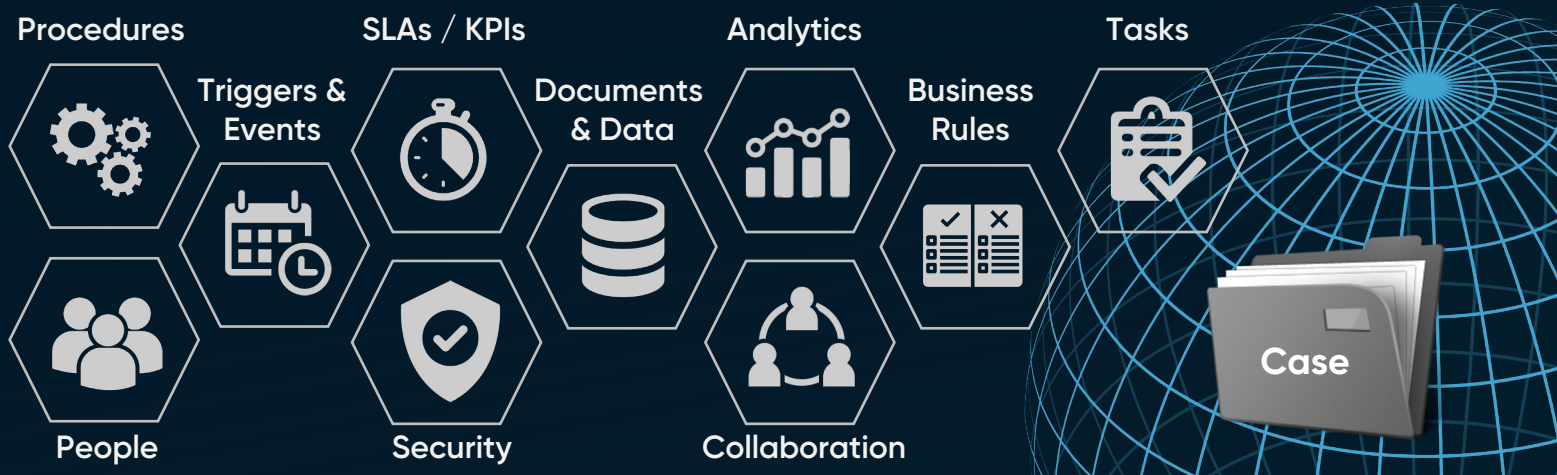 Procedures
SLAs / KPIs
Analytics
Tasks
Triggers &
Events
Documents
& Data
Business
Rules
Case
People
Security
Collaboration